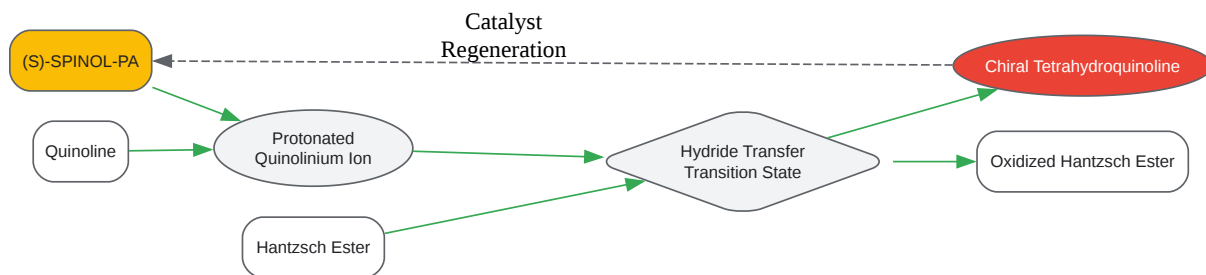 Catalyst
Regeneration
(S)-SPINOL-PA
Chiral Tetrahydroquinoline
Quinoline
Protonated
Quinolinium Ion
Hydride Transfer
Transition State
Oxidized Hantzsch Ester
Hantzsch Ester